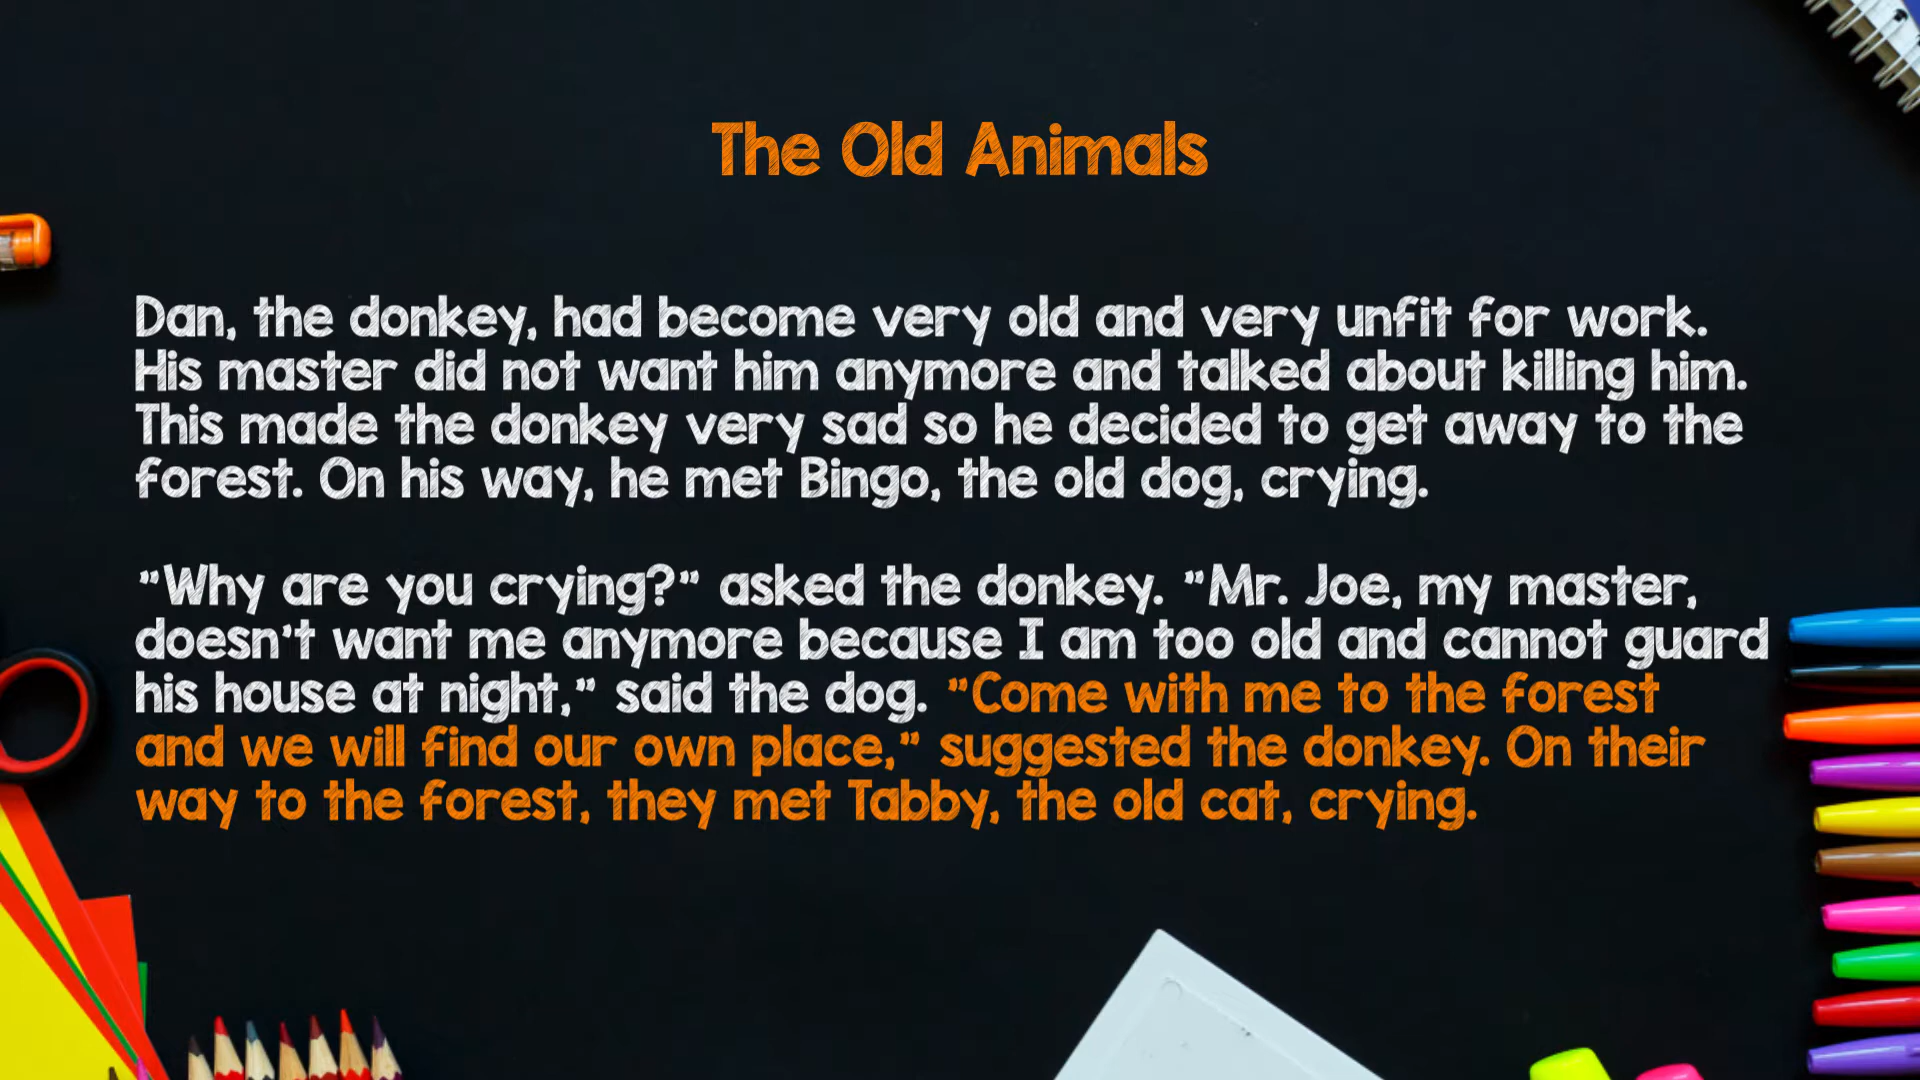 The Old Animals
Dan, the donkey, had become very old and very unfit for work.
His master did not want him anymore and talked about killing him.
This made the donkey very sad so he decided to get away to the
forest. On his way, he met Bingo, the old dog, crying.
"Why are you crying?" asked the donkey. "Mr. Joe, my master,
doesn't want me anymore because I am too old and cannot guard
his house at night," said the dog. "Come with me to the forest
and we will find our own place," suggested the donkey. On their
way to the forest, they met Tabby, the old cat, crying.